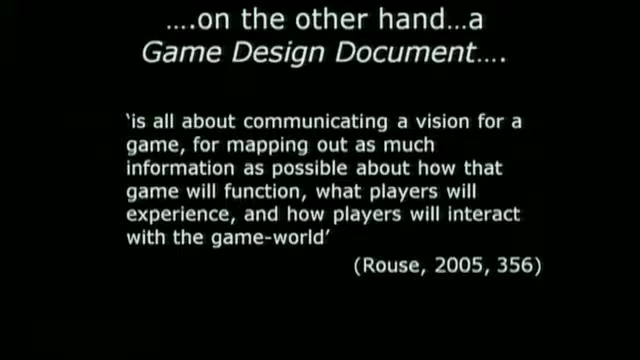 ….on the other hand…a
Game Design Document….
‘is all about communicating a vision for a
game, for mapping out as much
information as possible about how that
game will function, what players will
experience, and how players will interact
with the game-world’
(Rouse, 2005, 356)